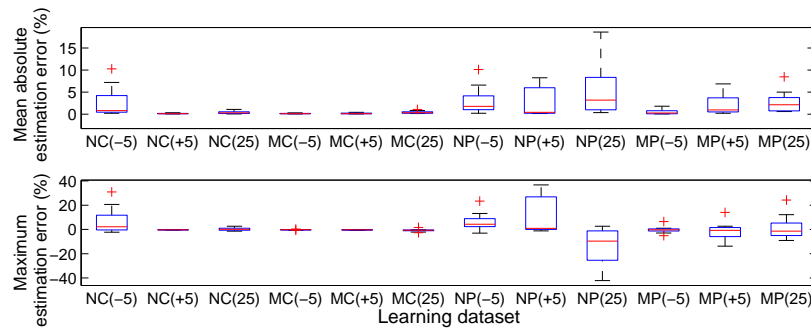 Mean absolute
estimation error (%)
15
10
5
0
NC(−5) NC(+5) NC(25) MC(−5) MC(+5) MC(25) NP(−5) NP(+5) NP(25) MP(−5) MP(+5) MP(25)
Maximum
estimation error (%)
40
20
0
−20
−40
NC(−5) NC(+5) NC(25) MC(−5) MC(+5) MC(25) NP(−5) NP(+5) NP(25) MP(−5) MP(+5) MP(25)
Learning dataset